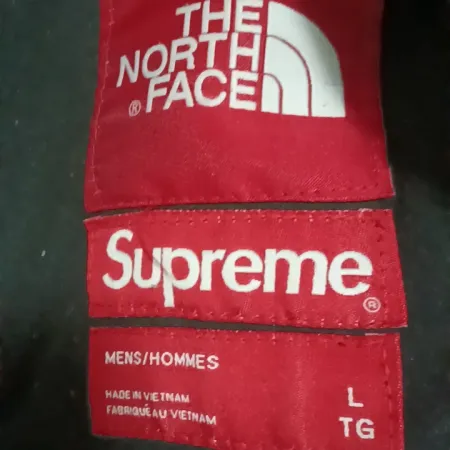 THE
NORTH
FACE
®
Supreme
®
MENS/HOMMES
MADE IN VIETNAM
FABRIQUÉ AU VIETNAM
L
TG